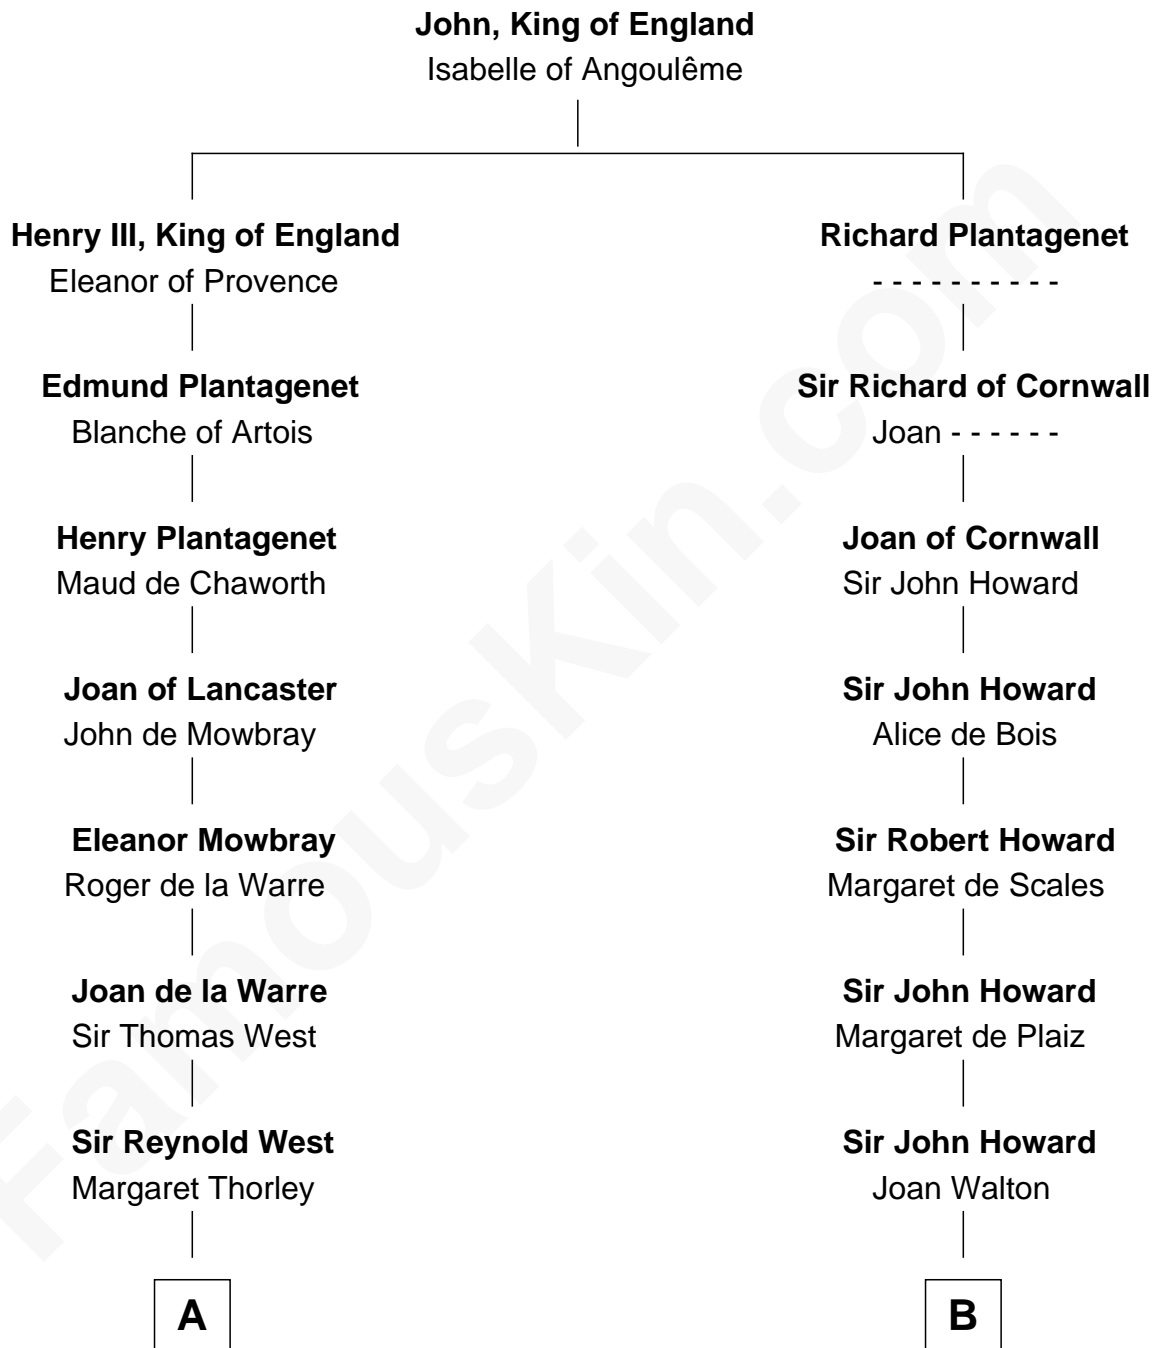 John, King of England
Isabelle of Angoulême
Henry III, King of England
Eleanor of Provence
Richard Plantagenet
- - - - - - - - - -
Edmund Plantagenet
Blanche of Artois
Sir Richard of Cornwall
Joan - - - - - -
Henry Plantagenet
Maud de Chaworth
Joan of Cornwall
Sir John Howard
Joan of Lancaster
John de Mowbray
Sir John Howard
Alice de Bois
Eleanor Mowbray
Roger de la Warre
Sir Robert Howard
Margaret de Scales
Joan de la Warre
Sir Thomas West
Sir John Howard
Margaret de Plaiz
Sir Reynold West
Margaret Thorley
Sir John Howard
Joan Walton
A
B
FamousKin.com